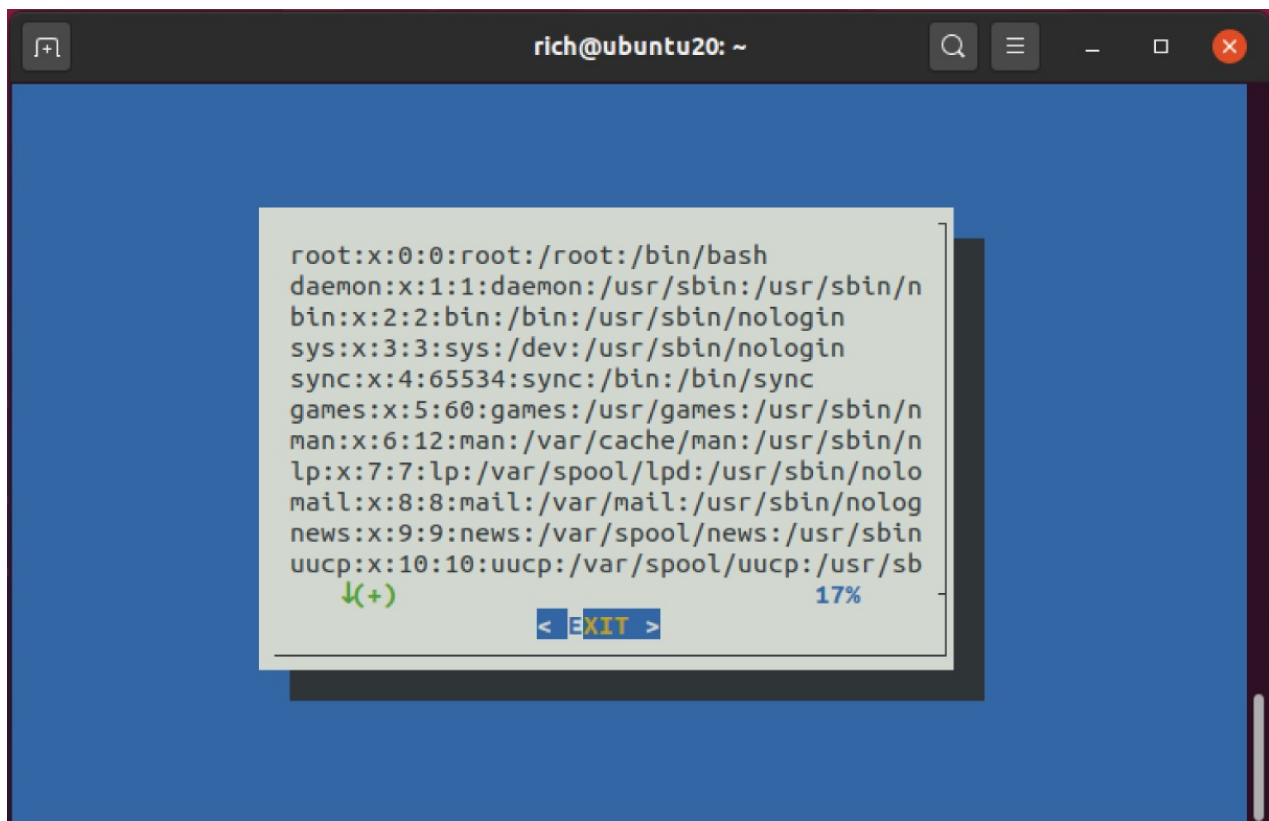 rich@ubuntu20: ~
root:x:0:0:root:/root:/bin/bash
daemon:x:1:1:daemon:/usr/sbin:/usr/sbin/n
bin:x:2:2:bin:/bin:/usr/sbin/nologin
sys:x:3:3:sys:/dev:/usr/sbin/nologin
sync:x:4:65534:sync:/bin:/bin/sync
games:x:5:60:games:/usr/games:/usr/sbin/n
man:x:6:12:man:/var/cache/man:/usr/sbin/n
lp:x:7:7:lp:/var/spool/lpd:/usr/sbin/nolo
mail:x:8:8:mail:/var/mail:/usr/sbin/nolog
news:x:9:9:news:/var/spool/news:/usr/sbin
uucp:x:10:10:uucp:/var/spool/uucp:/usr/sb
↓(+) 17%
< EXIT >